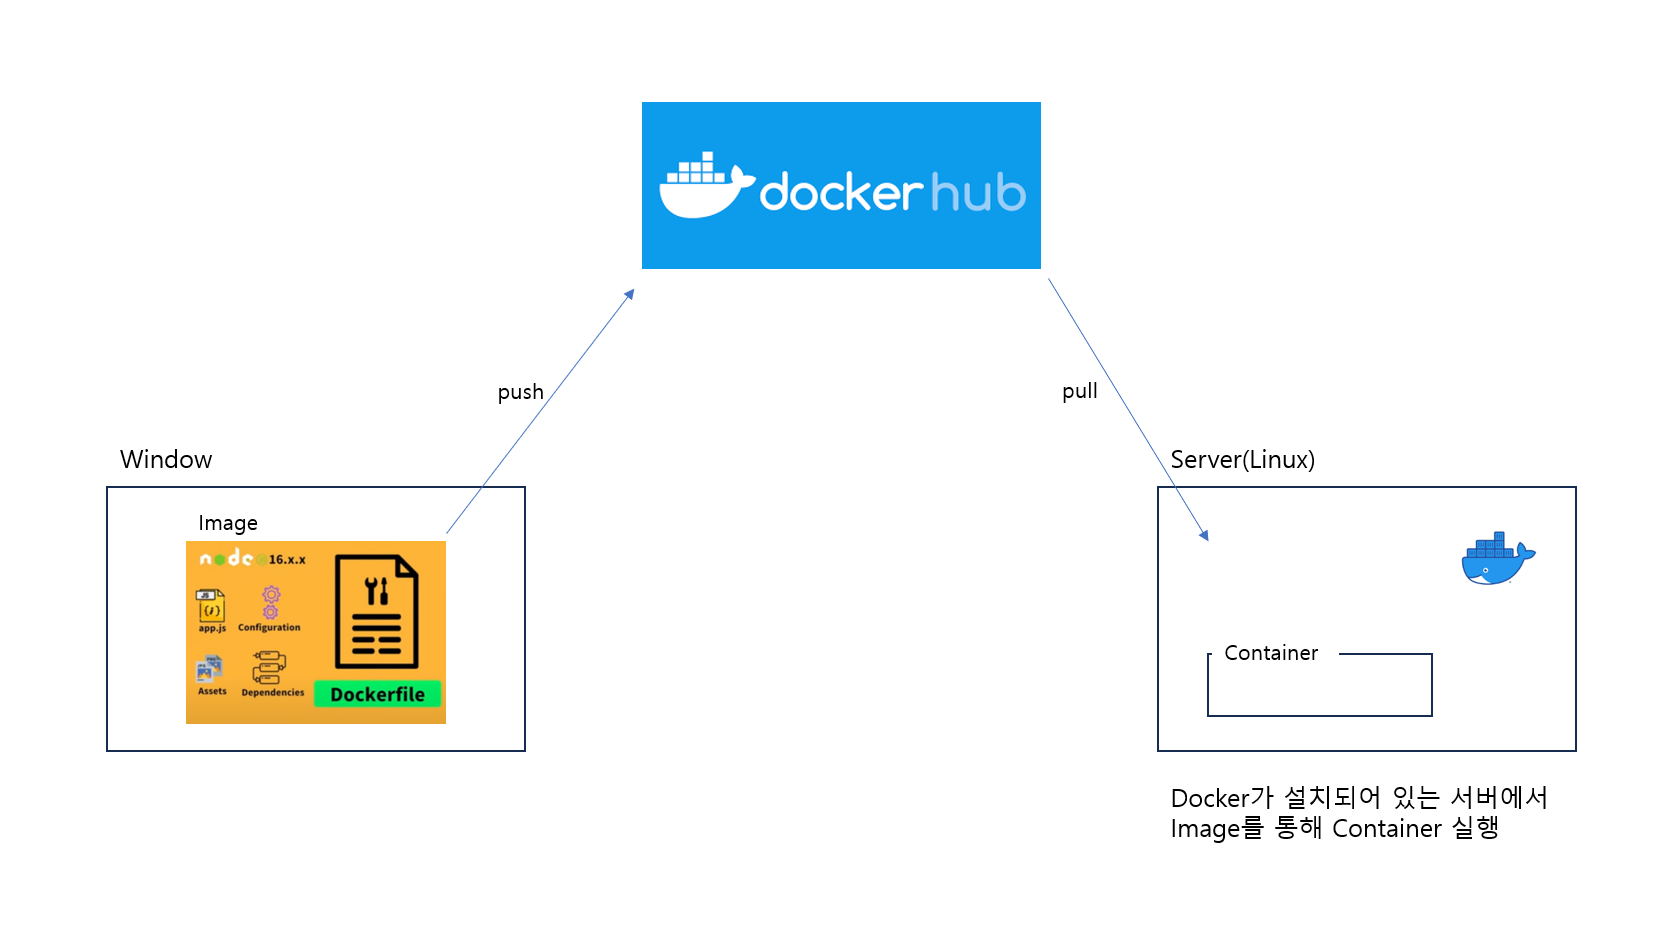 docker hub
push
pull
Window
Server(Linux)
Image
node 16.x.x
JS
app.js
Configuration
Assets
Dependencies
Dockerfile
Container
Docker가 설치되어 있는 서버에서
Image를 통해 Container 실행